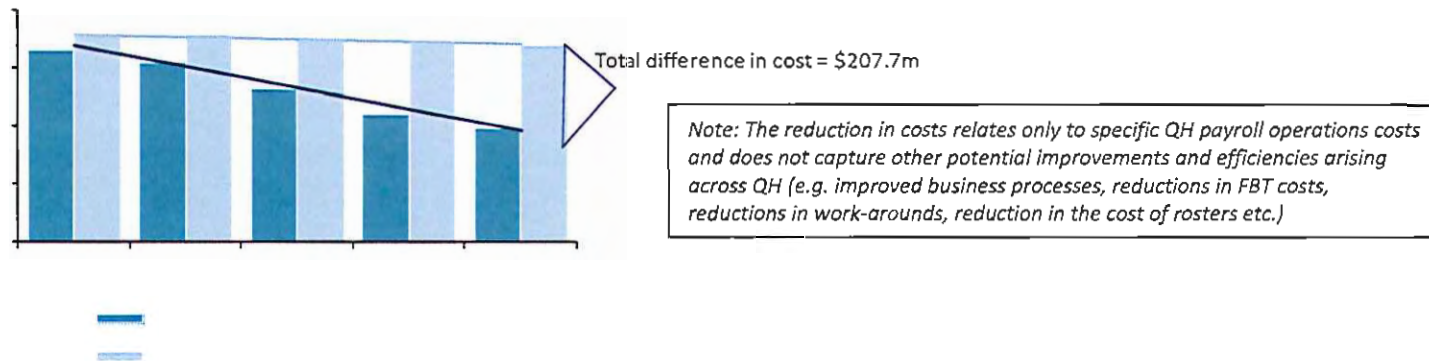 Total difference in cost = $207.7m
Note: The reduction in costs relates only to specific QH payroll operations costs
and does not capture other potential improvements and efficiencies arising
across QH (e.g. improved business processes, reductions in FBT costs,
reductions in work-arounds, reduction in the cost of rosters etc.)